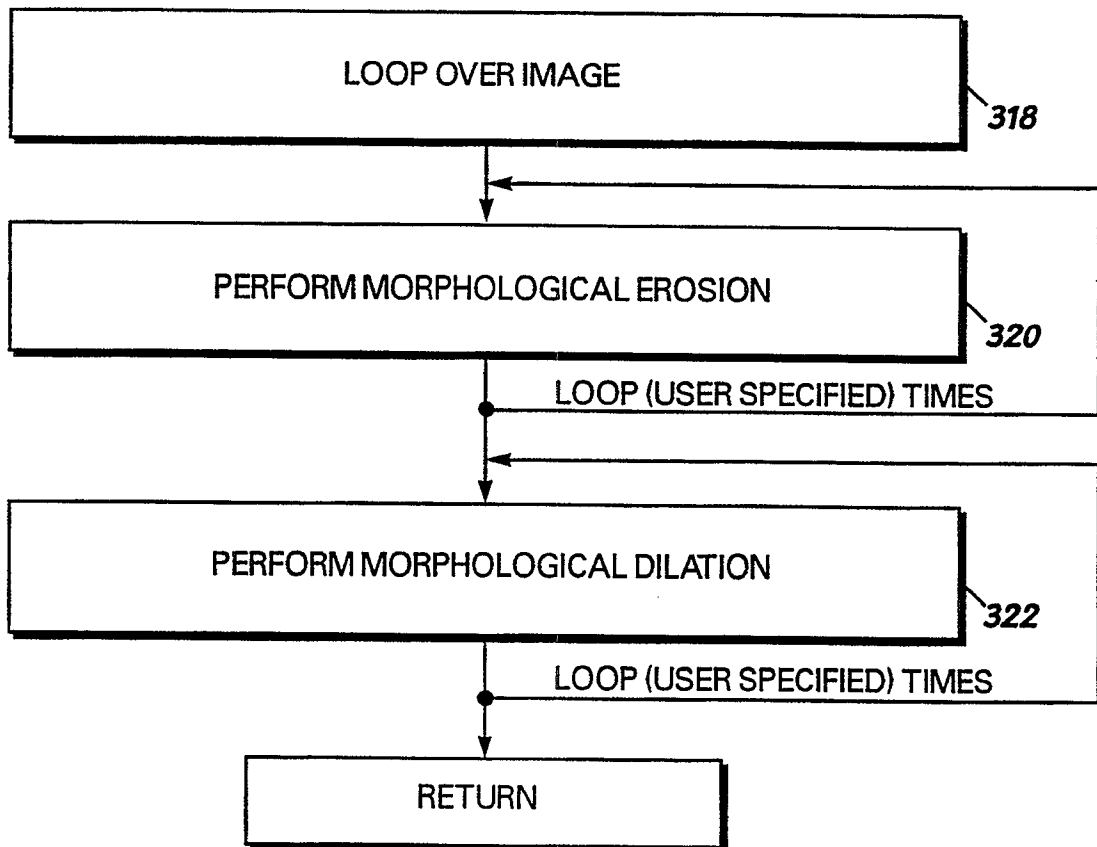 LOOP OVER IMAGE
318
PERFORM MORPHOLOGICAL EROSION
320
LOOP (USER SPECIFIED) TIMES
PERFORM MORPHOLOGICAL DILATION
322
LOOP (USER SPECIFIED) TIMES
RETURN